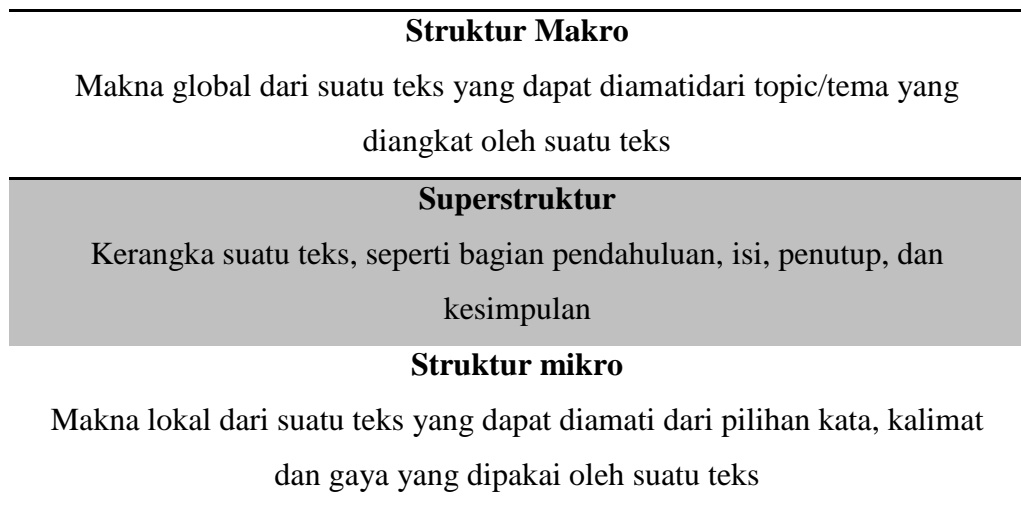 Struktur Makro
Makna global dari suatu teks yang dapat diamatidari topic/tema yang
diangkat oleh suatu teks
Superstruktur
Kerangka suatu teks, seperti bagian pendahuluan, isi, penutup, dan
kesimpulan
Struktur mikro
Makna lokal dari suatu teks yang dapat diamati dari pilihan kata, kalimat
dan gaya yang dipakai oleh suatu teks